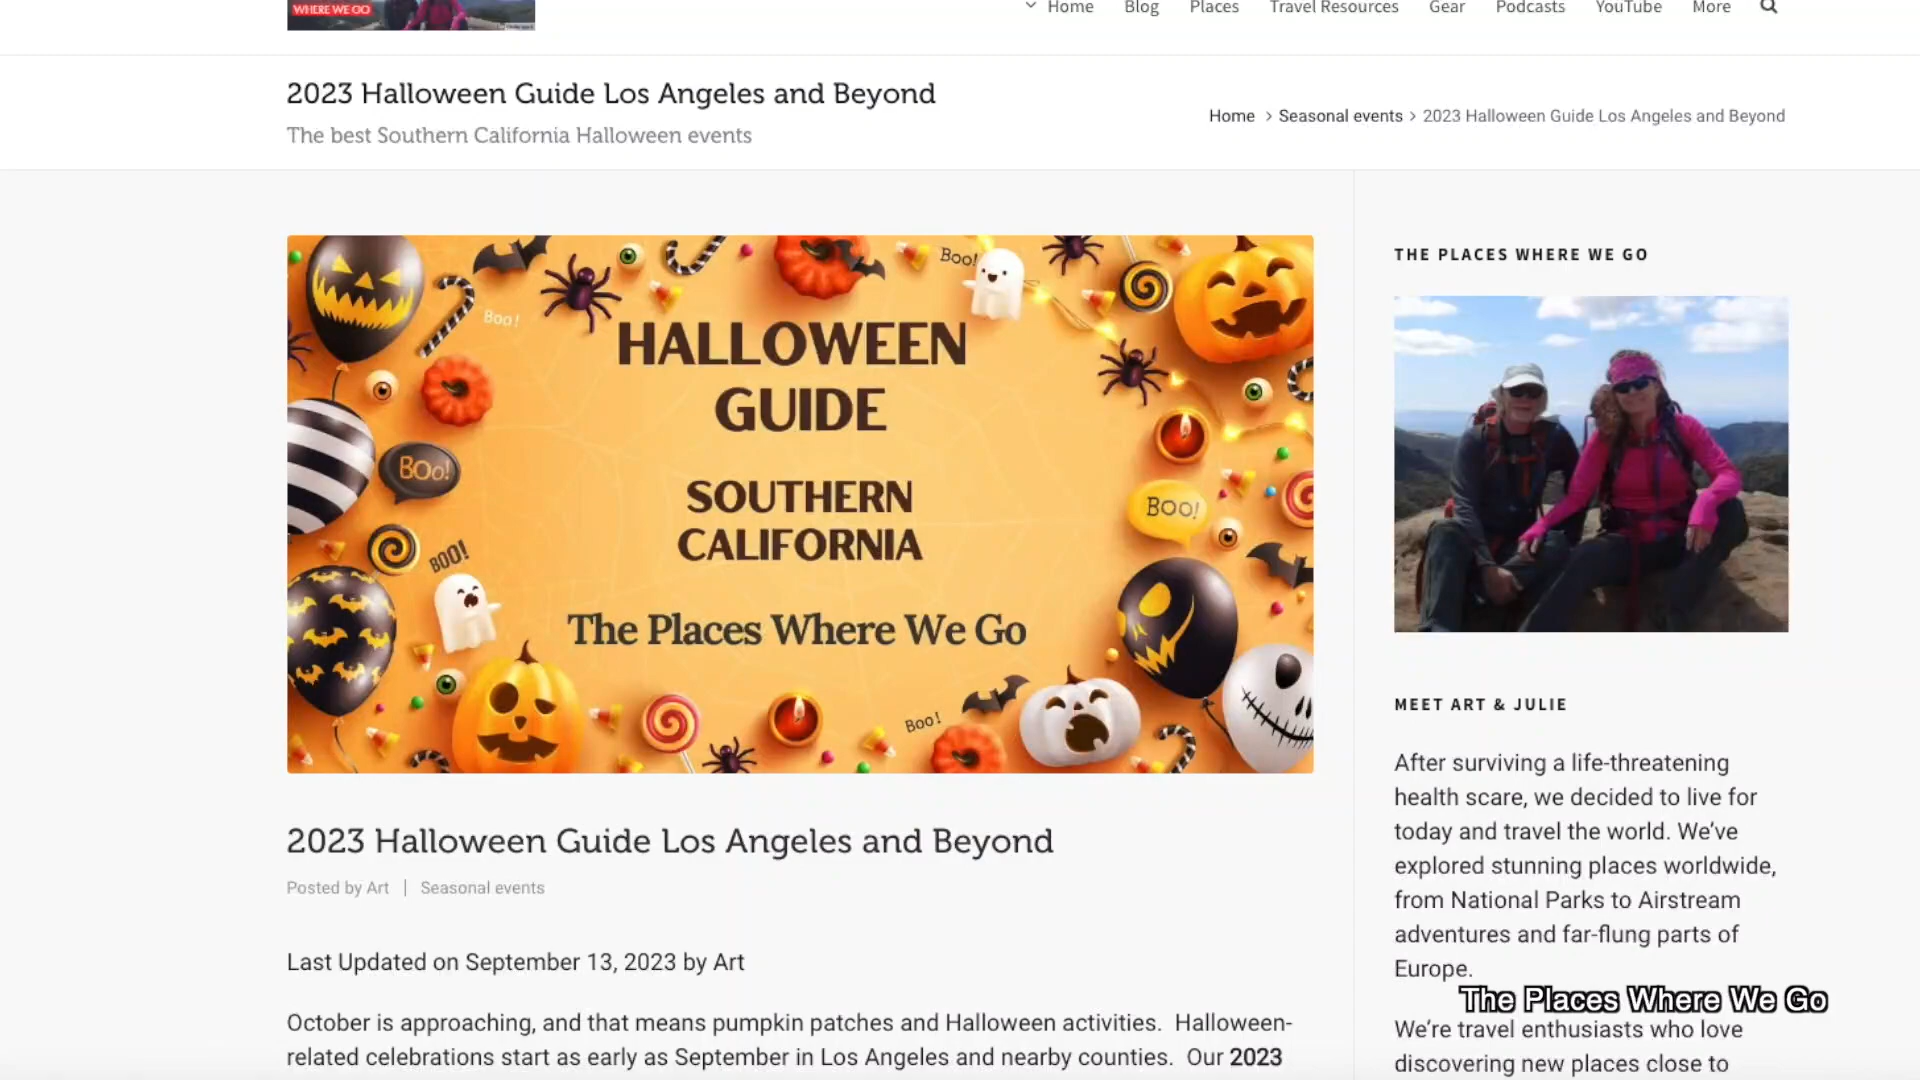 WHERE WE GO
Home Blog Places Travel Resources Gear Podcasts YouTube More
2023 Halloween Guide Los Angeles and Beyond
The best Southern California Halloween events
Home > Seasonal events > 2023 Halloween Guide Los Angeles and Beyond
Boo!
Boo!
HALLOWEEN
GUIDE
BOo!
BOO!
SOUTHERN
CALIFORNIA
BOO!
The Places Where We Go
Boo!
2023 Halloween Guide Los Angeles and Beyond
Posted by Art | Seasonal events
Last Updated on September 13, 2023 by Art
October is approaching, and that means pumpkin patches and Halloween activities. Halloween-
related celebrations start as early as September in Los Angeles and nearby counties. Our 2023
THE PLACES WHERE WE GO
MEET ART & JULIE
After surviving a life-threatening
health scare, we decided to live for
today and travel the world. We've
explored stunning places worldwide,
from National Parks to Airstream
adventures and far-flung parts of
Europe.
The Places Where We Go
We're travel enthusiasts who love
discovering new places close to